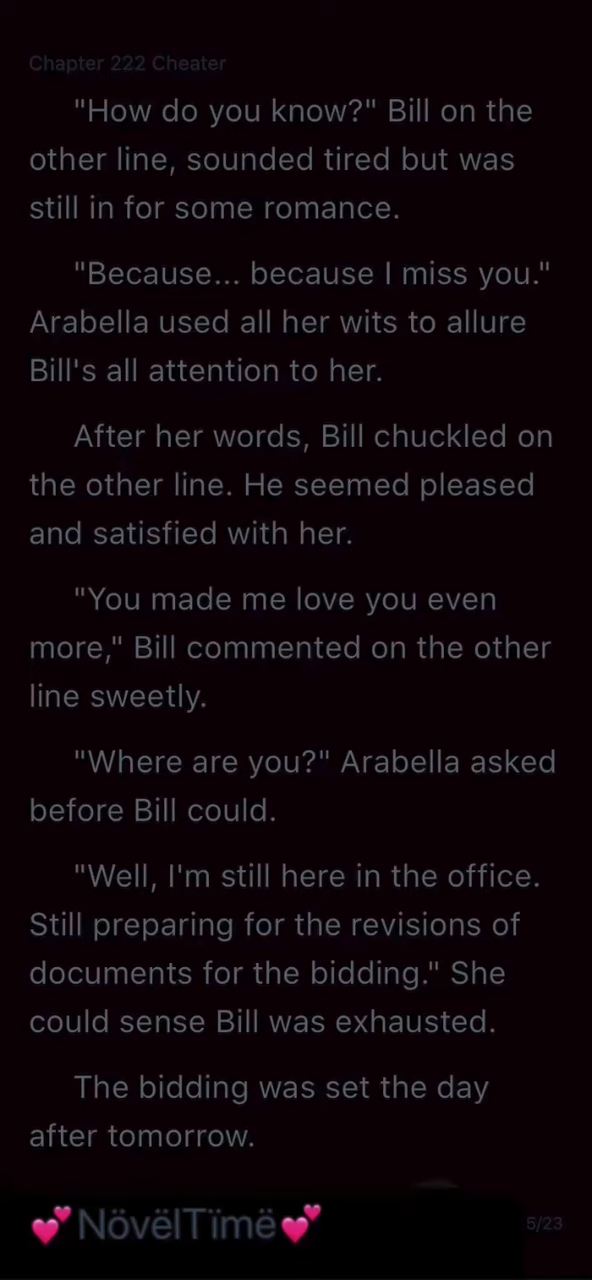 Chapter 222 Cheater
"How do you know?" Bill on the
other line, sounded tired but was
still in for some romance.
"Because... because I miss you."
Arabella used all her wits to allure
Bill's all attention to her.
After her words, Bill chuckled on
the other line. He seemed pleased
and satisfied with her.
"You made me love you even
more," Bill commented on the other
line sweetly.
"Where are you?" Arabella asked
before Bill could.
"Well, I'm still here in the office.
Still preparing for the revisions of
documents for the bidding." She
could sense Bill was exhausted.
The bidding was set the day
after tomorrow.
💕NövëlTïmë💕
5/23